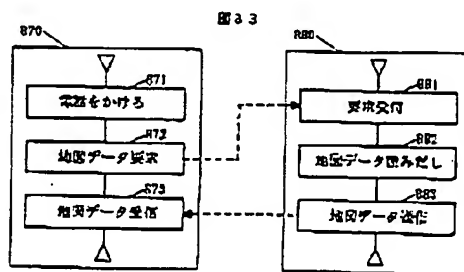 図33
870
871
電話をかける
872
地図データ要求
873
地図データ受信
880
881
要求受付
882
地図データ読みだし
883
地図データ送信